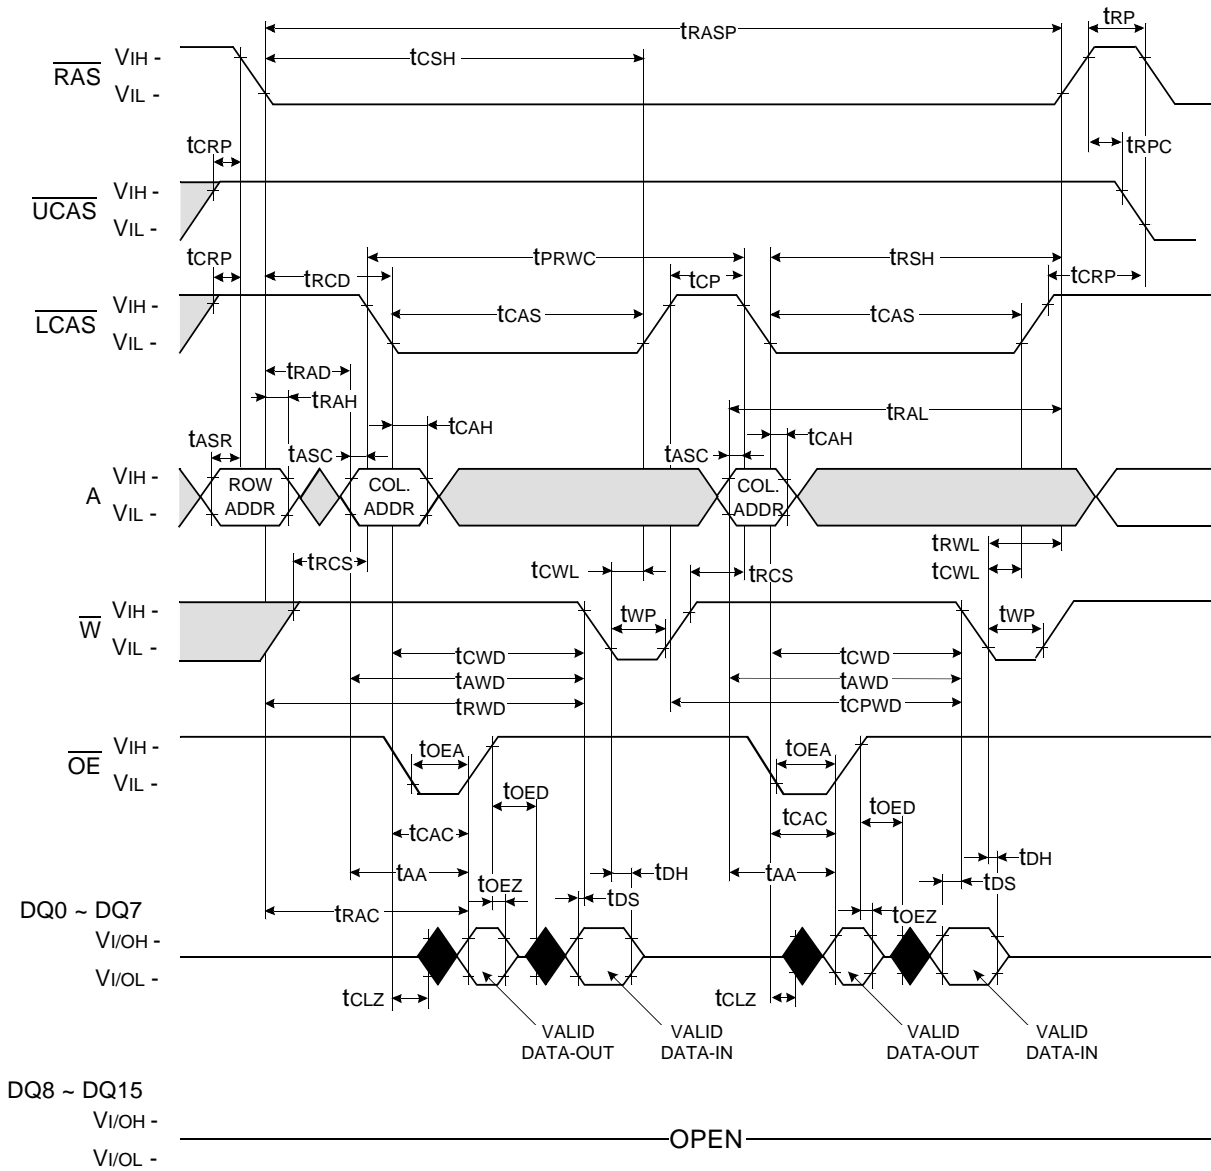 tRP
tRASP
tCSH
RAS
VIH -
VIL -
tCRP
tRPC
UCAS
VIH -
VIL -
tCRP
tRCD
tPRWC
tCP
tRSH
tCRP
LCAS
VIH -
VIL -
tCAS
tCAS
tRAD
tRAH
tCAH
tRAL
tASR
tASC
tASC
tCAH
A
VIH -
VIL -
ROW
ADDR
COL.
ADDR
COL.
ADDR
tRCS
tCWL
tRCS
tRWL
tCWL
W
VIH -
VIL -
tWP
tWP
tCWD
tCWD
tAWD
tAWD
tRWD
tCPWD
OE
VIH -
VIL -
tOEA
tOEA
tOED
tOED
tCAC
tCAC
tAA
tDH
tAA
tDH
tOEZ
tDS
tDS
tRAC
tOEZ
DQ0 ~ DQ7
VI/OH -
VI/OL -
tCLZ
tCLZ
VALID
DATA-OUT
VALID
DATA-IN
VALID
DATA-OUT
VALID
DATA-IN
DQ8 ~ DQ15
VI/OH -
VI/OL -
OPEN